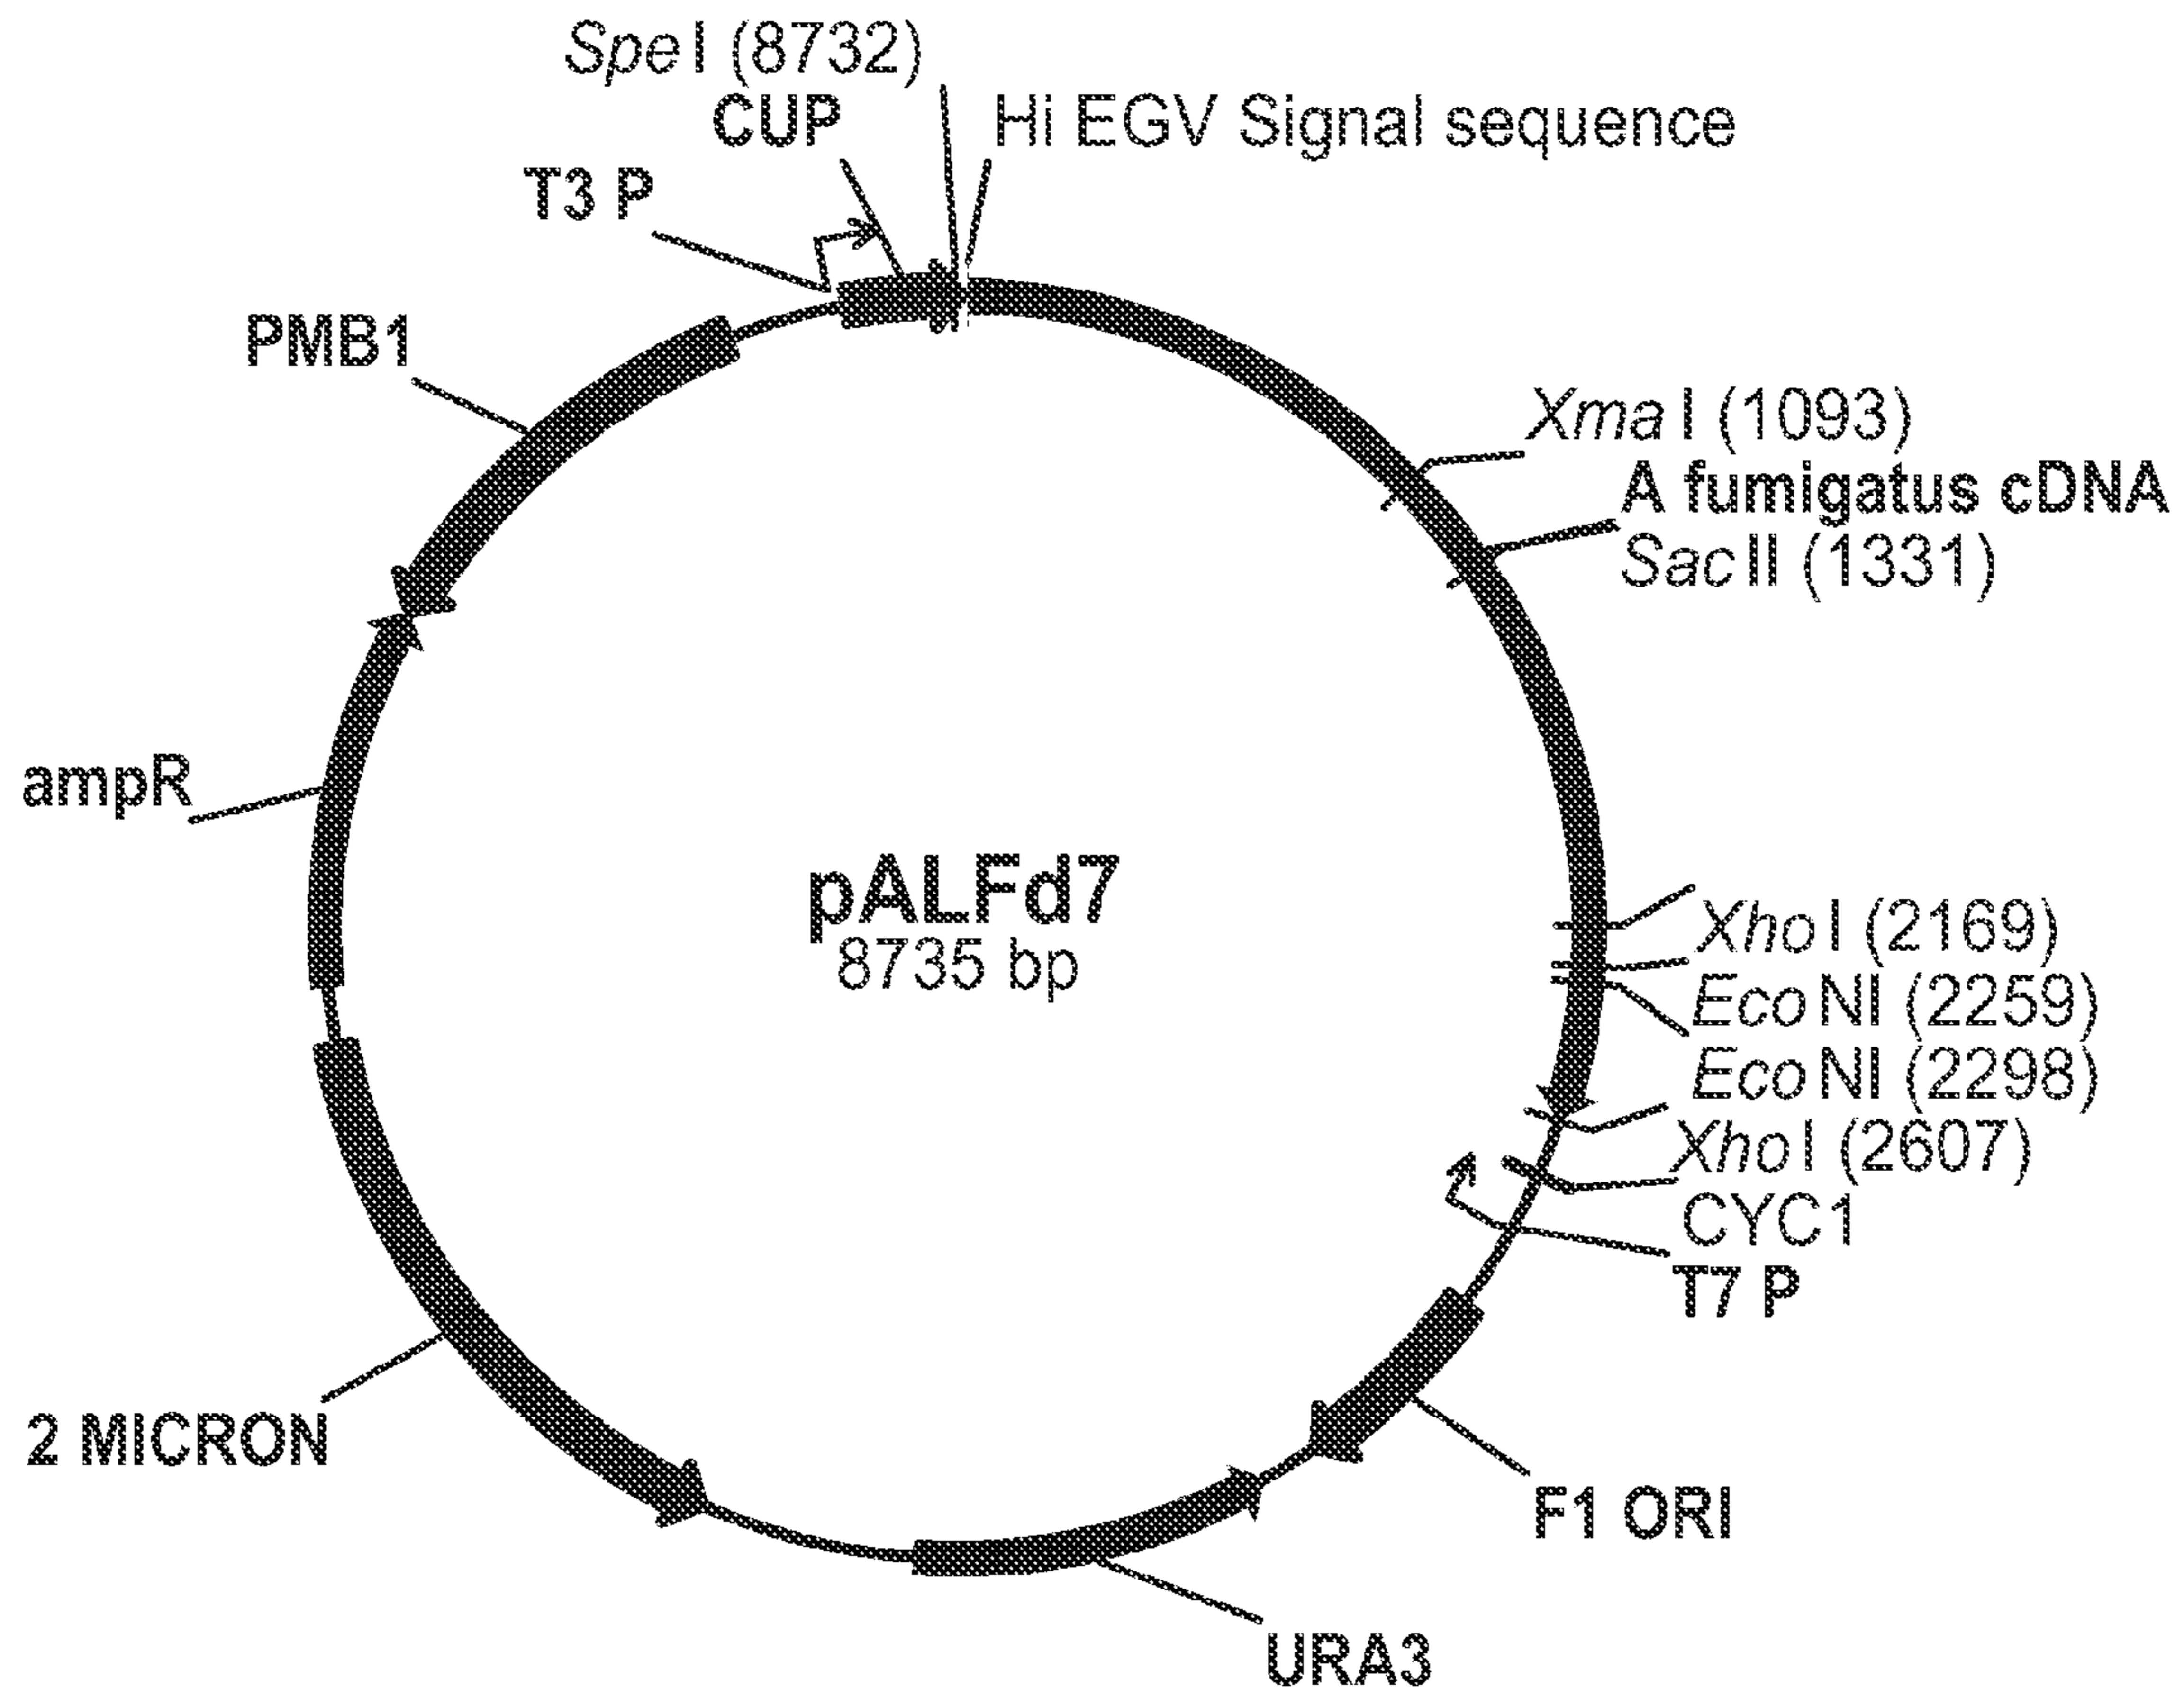 SpeI (8732)
CUP
Hi EGV Signal sequence
T3 P
PMB1
XmaI (1093)
A fumigatus cDNA
SacII (1331)
ampR
pALFd7
8735 bp
XhoI (2169)
EcoNI (2259)
EcoNI (2298)
XhoI (2607)
CYC1
T7 P
2 MICRON
F1 ORI
URA3